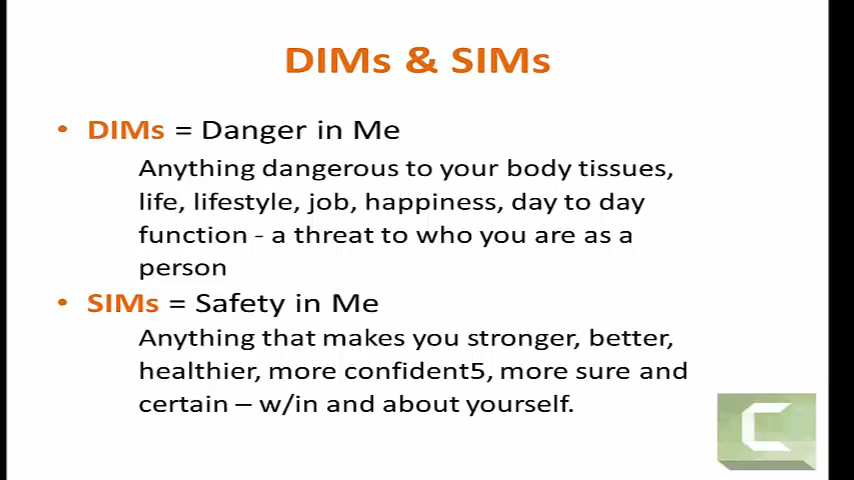 DIMs & SIMs
• DIMs = Danger in Me
Anything dangerous to your body tissues,
life, lifestyle, job, happiness, day to day
function - a threat to who you are as a
person
• SIMs = Safety in Me
Anything that makes you stronger, better,
healthier, more confident5, more sure and
certain – w/in and about yourself.
C